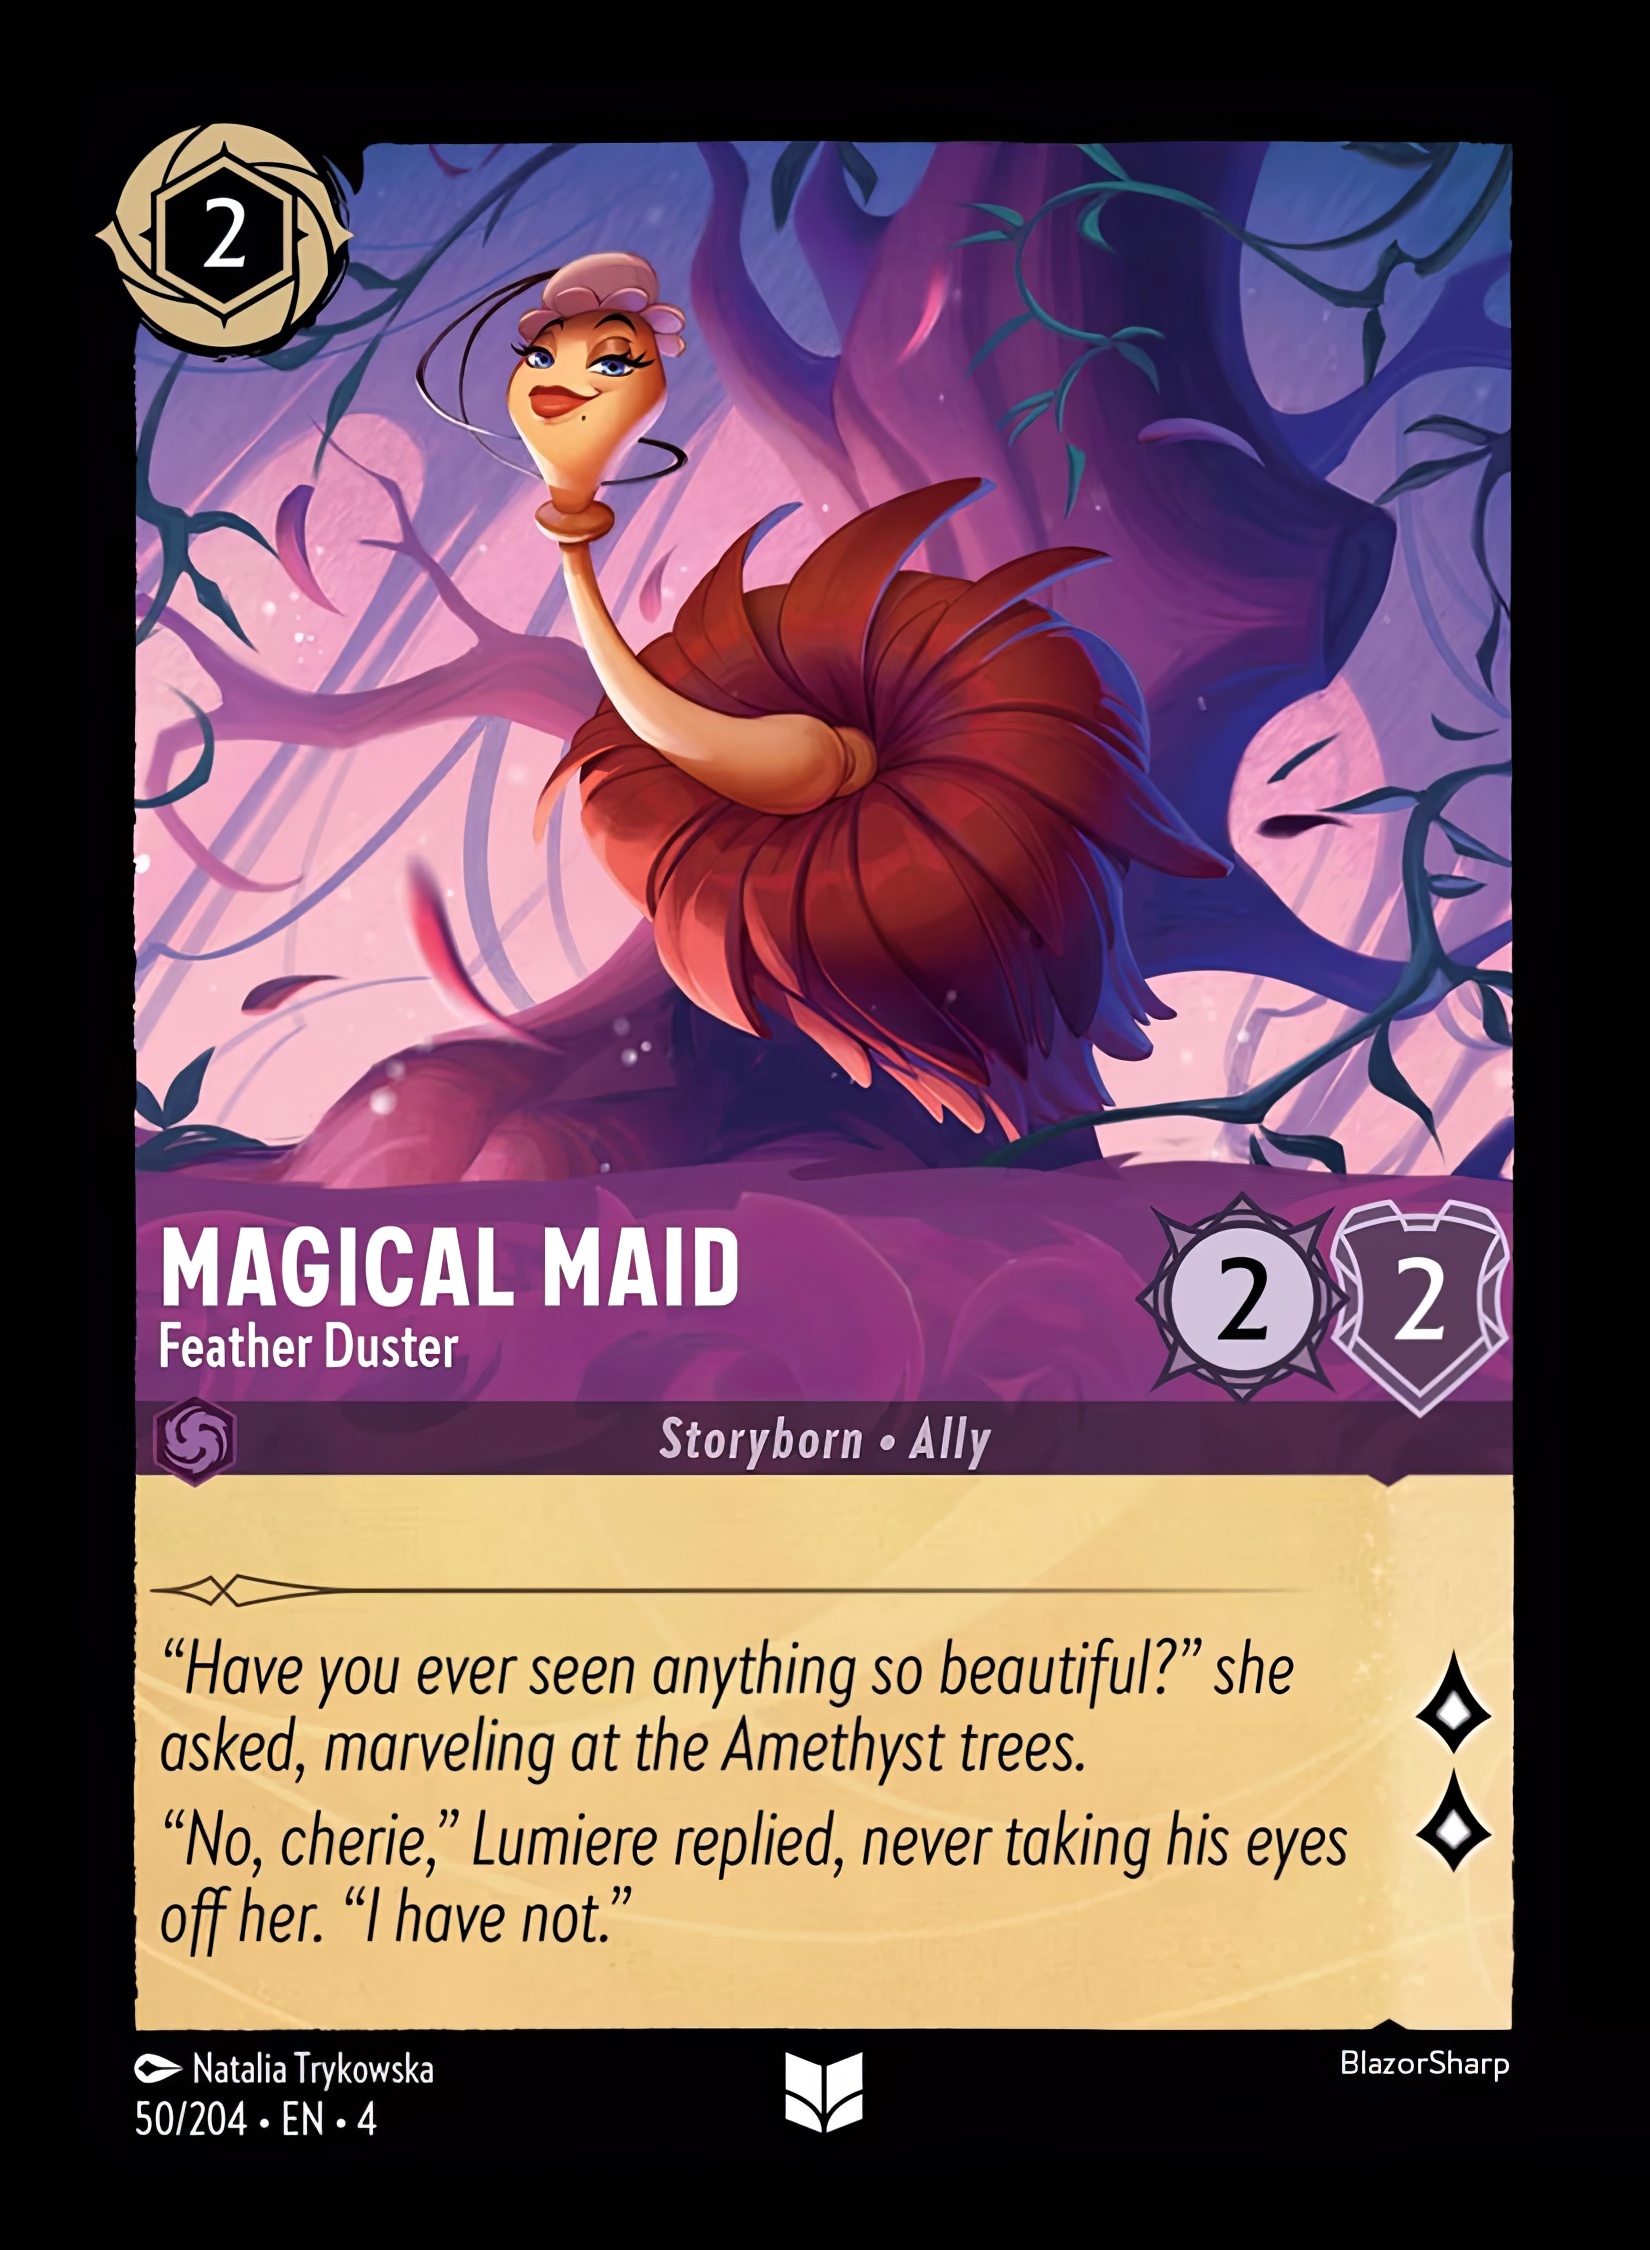 2
MAGICAL MAID
Feather Duster
2
2
Storyborn • Ally
“Have you ever seen anything so beautiful?” she
asked, marveling at the Amethyst trees.
“No, cherie,” Lumiere replied, never taking his eyes
off her. “I have not.”
Natalia Trykowska
BlazorSharp
50/204 • EN • 4